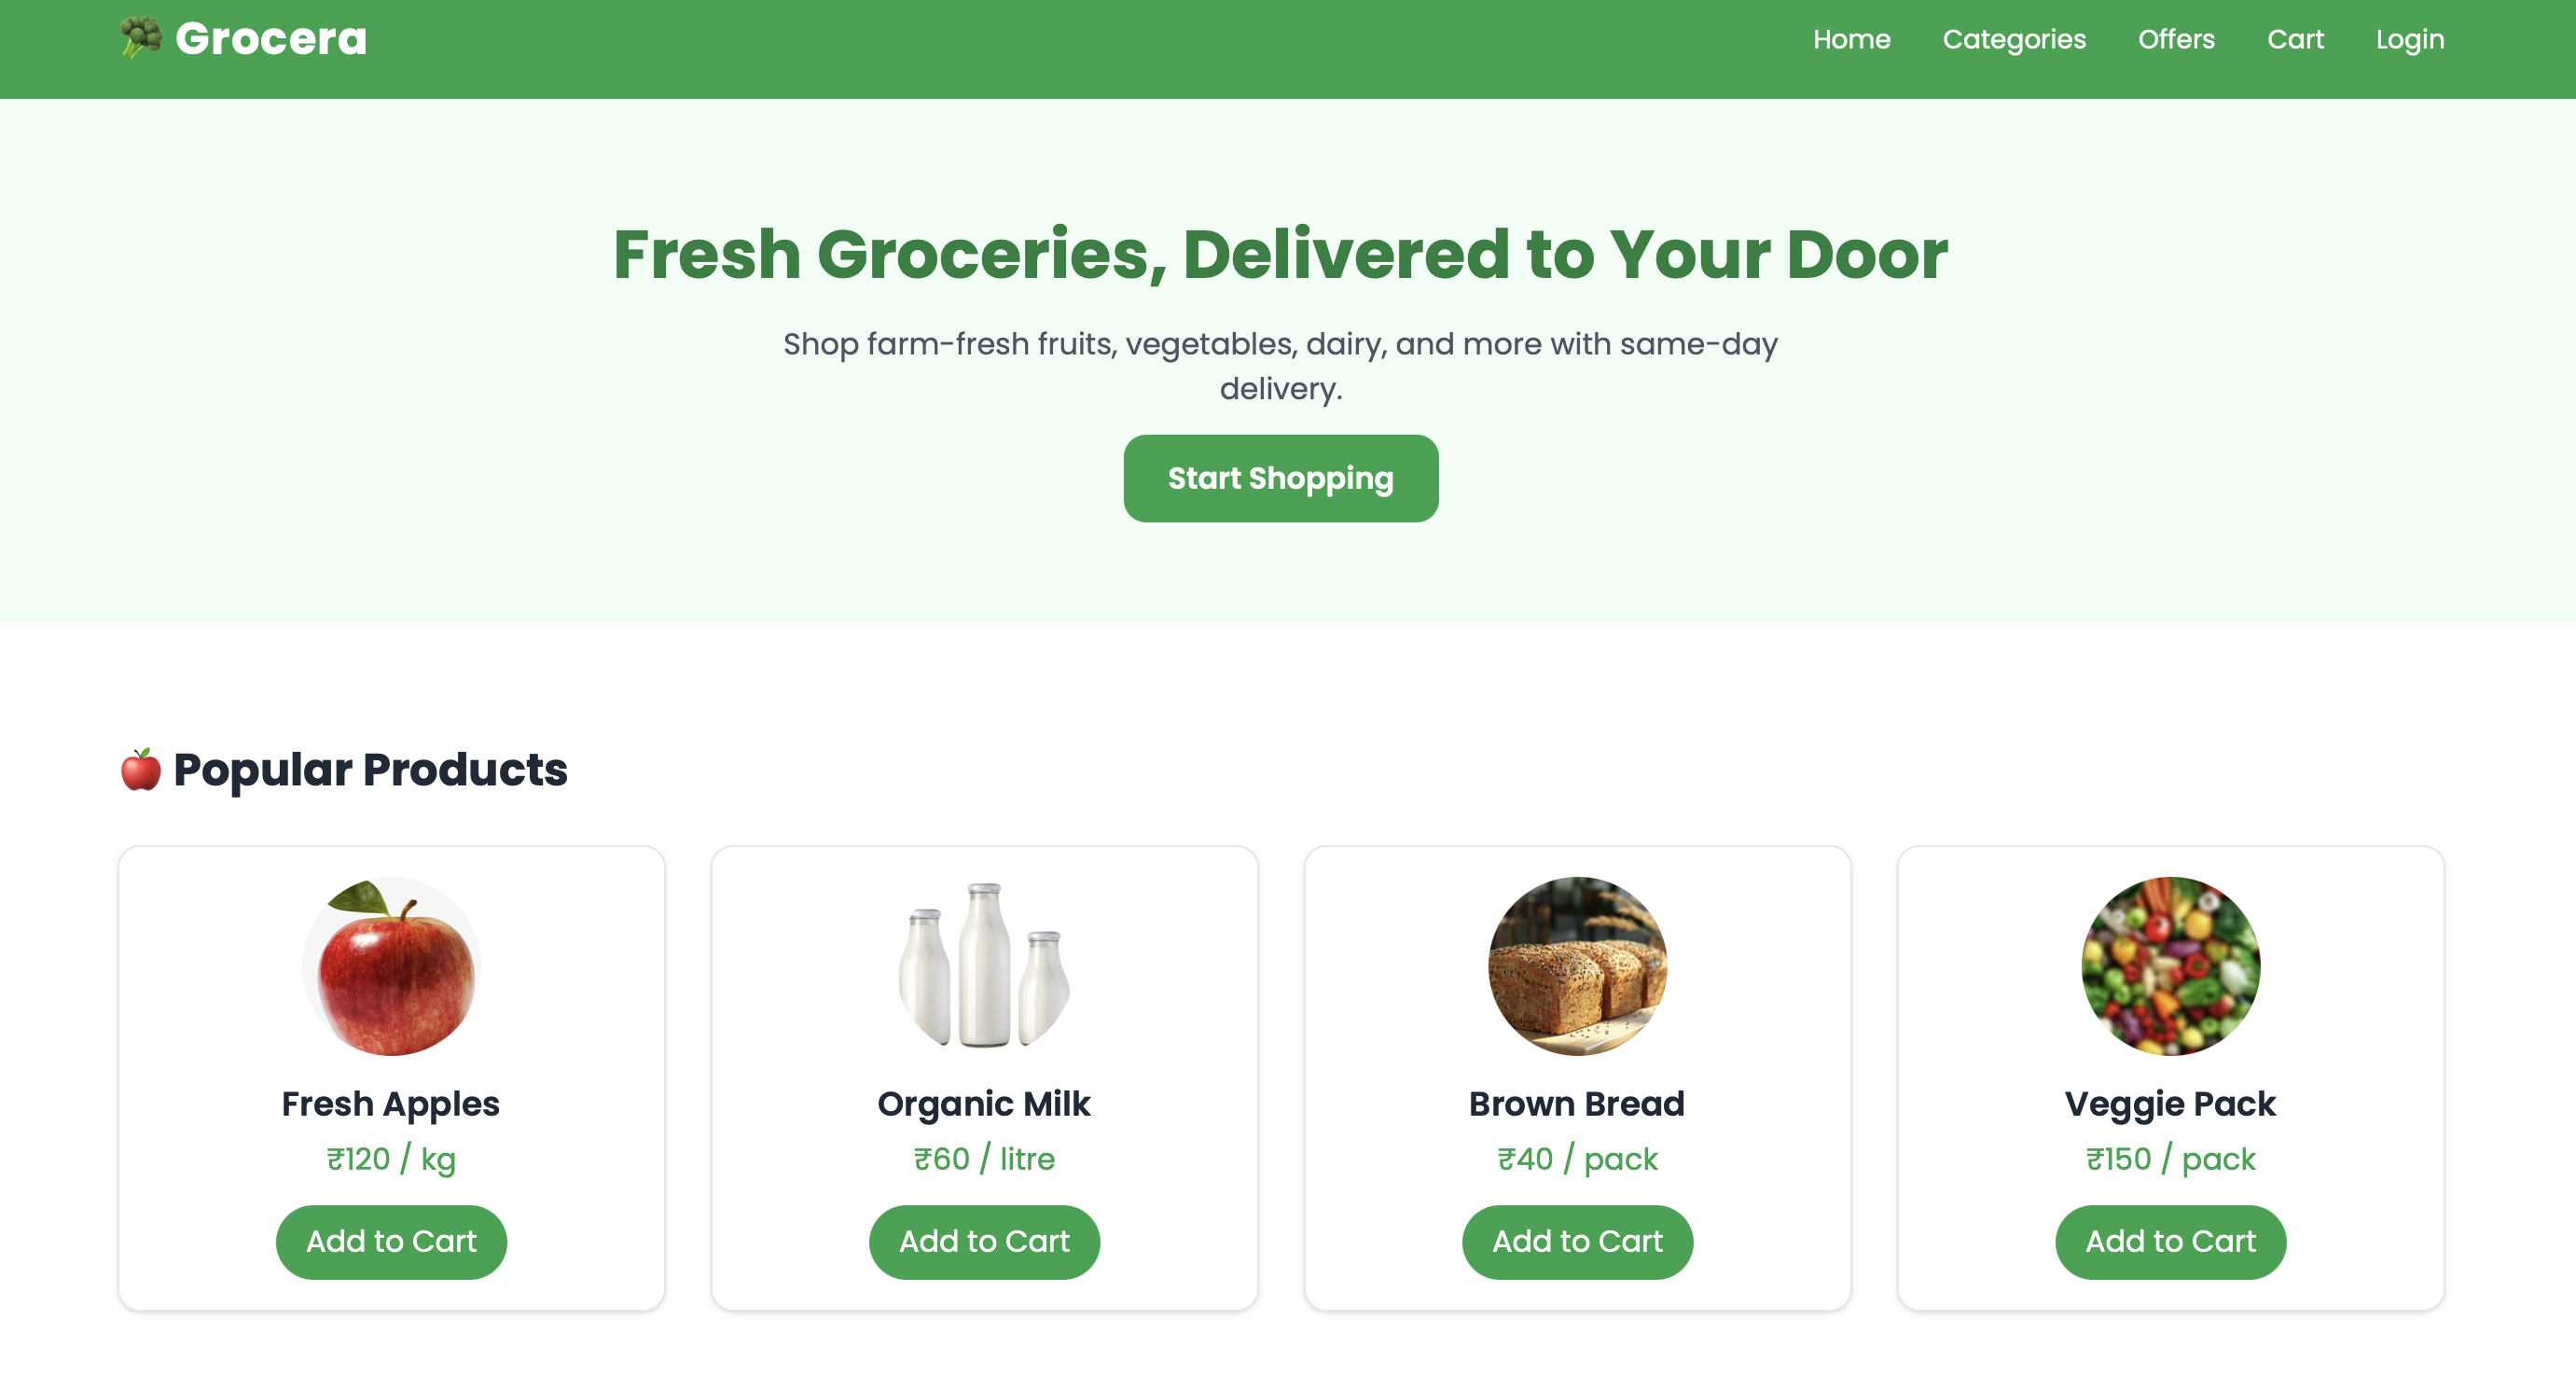 Grocera
Home Categories Offers Cart Login
Fresh Groceries, Delivered to Your Door
Shop farm-fresh fruits, vegetables, dairy, and more with same-day
delivery.
Start Shopping
Popular Products
Fresh Apples
₹120 / kg
Add to Cart
Organic Milk
₹60 / litre
Add to Cart
Brown Bread
₹40 / pack
Add to Cart
Veggie Pack
₹150 / pack
Add to Cart